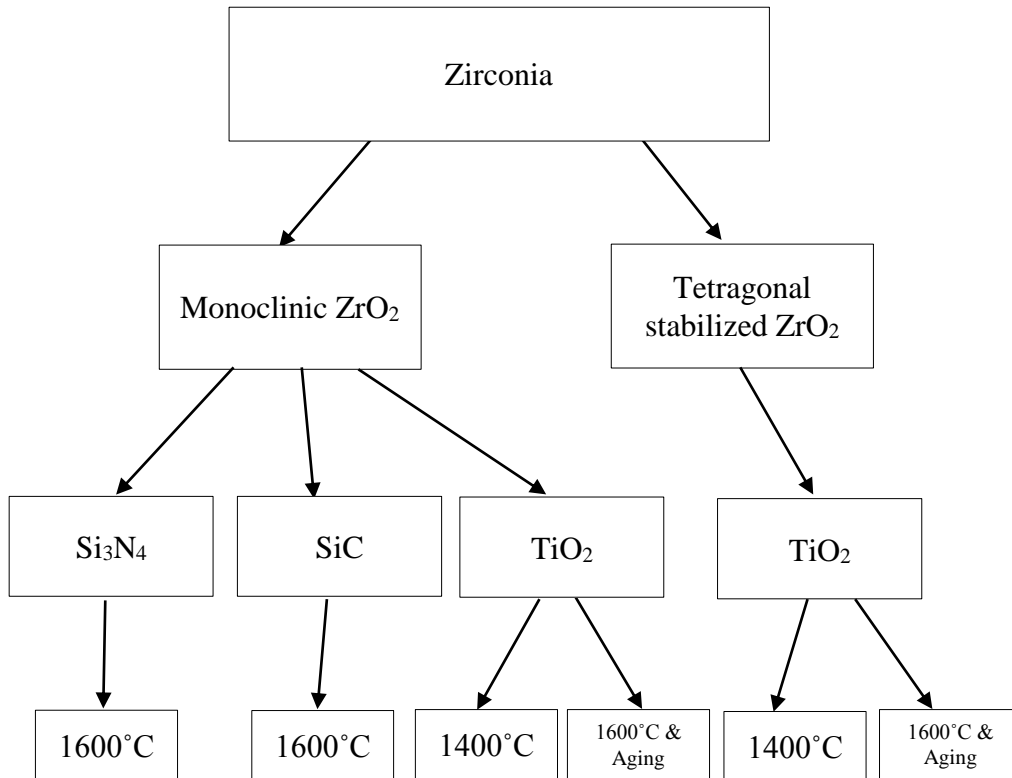 Zirconia
Monoclinic ZrO₂
Tetragonal
stabilized ZrO₂
Si₃N₄
SiC
TiO₂
TiO₂
1600˚C
1600˚C
1400˚C
1600˚C &
Aging
1400˚C
1600˚C &
Aging